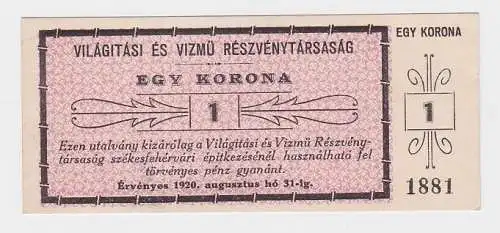 VILÁGITÁSI ÉS VIZMÜ RÉSZVÉNYTÁRSASÁG
EGY KORONA
1
Ezen utalvány kizárólag a Világitási és Vizmü Részvény-
társaság székesfehérvári épitkezésénél használható fel
törvényes pénz gyanánt.
Érvényes 1920. augusztus hó 31-ig.
EGY KORONA
1
1881